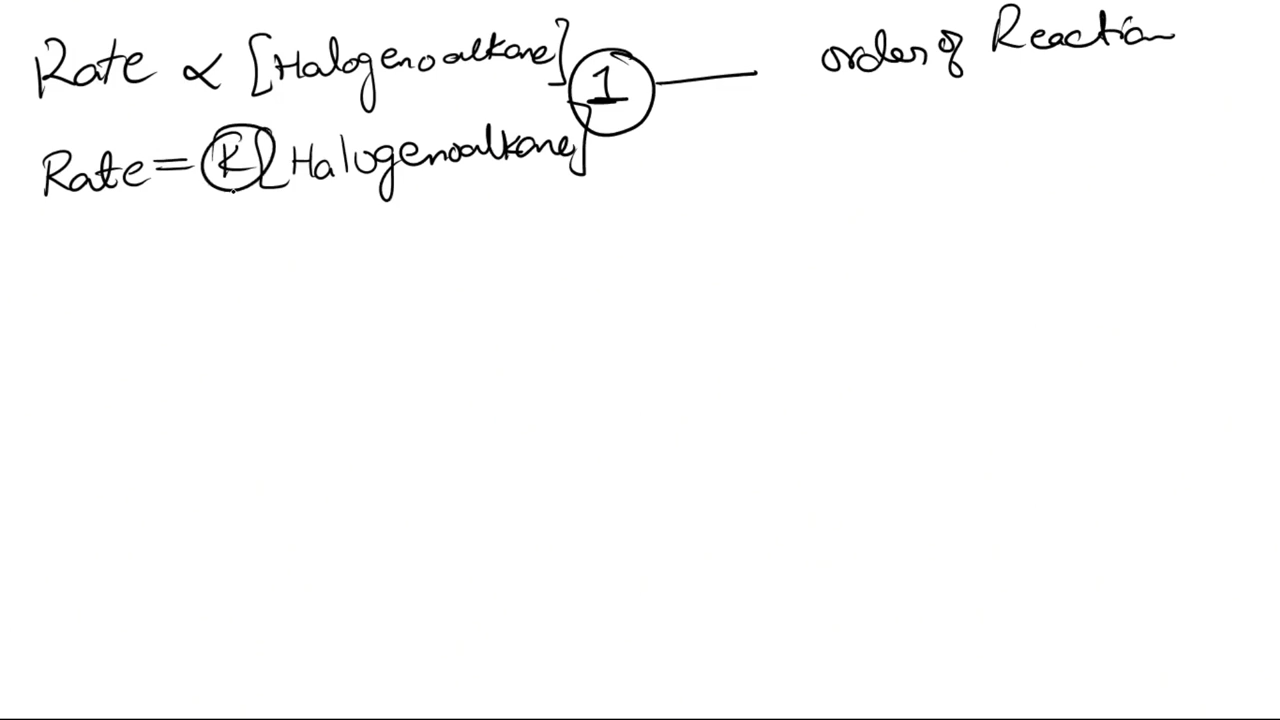 Rate ∝ [Halogenoalkane]¹ — order of Reaction
Rate = K[Halogenoalkane]